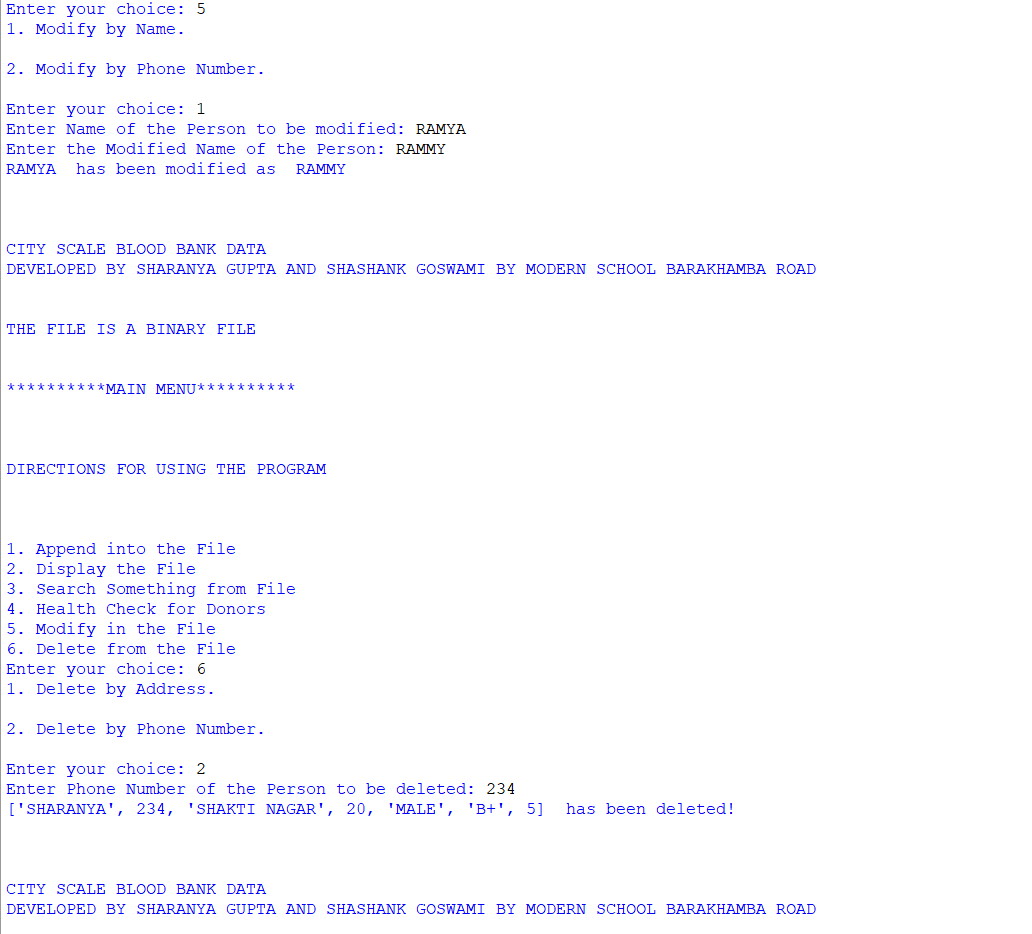 Enter your choice: 5
1. Modify by Name.
2. Modify by Phone Number.
Enter your choice: 1
Enter Name of the Person to be modified: RAMYA
Enter the Modified Name of the Person: RAMMY
RAMYA  has been modified as  RAMMY
CITY SCALE BLOOD BANK DATA
DEVELOPED BY SHARANYA GUPTA AND SHASHANK GOSWAMI BY MODERN SCHOOL BARAKHAMBA ROAD
THE FILE IS A BINARY FILE
**********MAIN MENU**********
DIRECTIONS FOR USING THE PROGRAM
1. Append into the File
2. Display the File
3. Search Something from File
4. Health Check for Donors
5. Modify in the File
6. Delete from the File
Enter your choice: 6
1. Delete by Address.
2. Delete by Phone Number.
Enter your choice: 2
Enter Phone Number of the Person to be deleted: 234
['SHARANYA', 234, 'SHAKTI NAGAR', 20, 'MALE', 'B+', 5]  has been deleted!
CITY SCALE BLOOD BANK DATA
DEVELOPED BY SHARANYA GUPTA AND SHASHANK GOSWAMI BY MODERN SCHOOL BARAKHAMBA ROAD